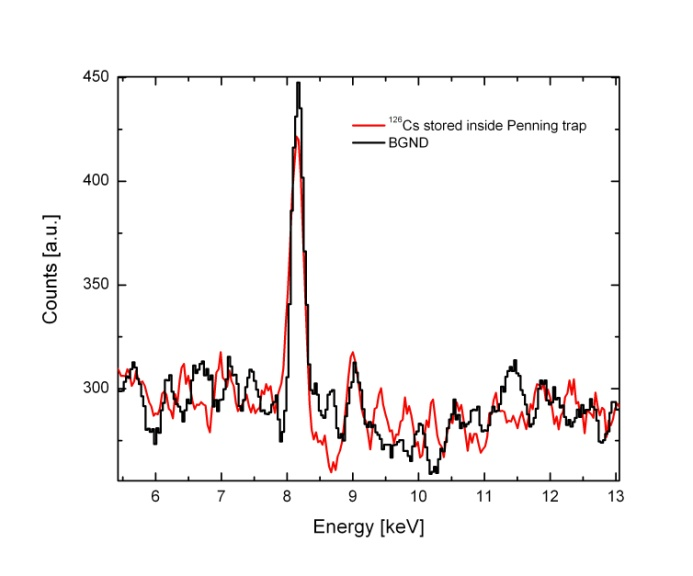 450
400
350
300
Counts [a.u.]
¹²⁶Cs stored inside Penning trap
BGND
6 7 8 9 10 11 12 13
Energy [keV]